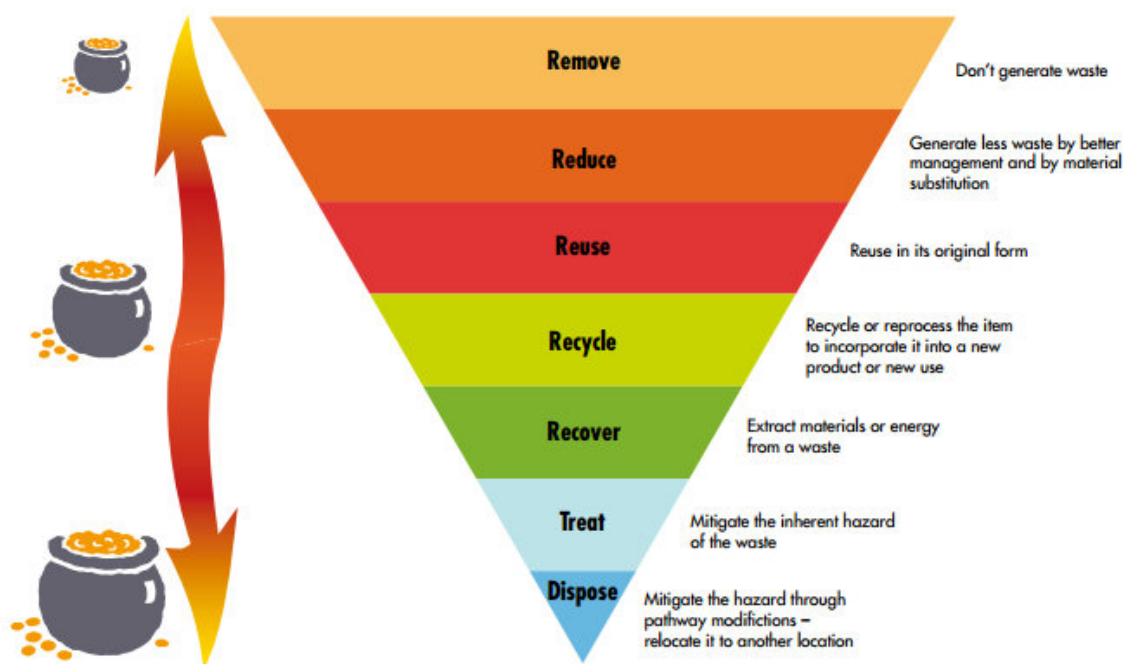 Remove
Don't generate waste
Reduce
Generate less waste by better
management and by material
substitution
Reuse
Reuse in its original form
Recycle
Recycle or reprocess the item
to incorporate it into a new
product or new use
Recover
Extract materials or energy
from a waste
Treat
Mitigate the inherent hazard
of the waste
Dispose
Mitigate the hazard through
pathway modifictions –
relocate it to another location